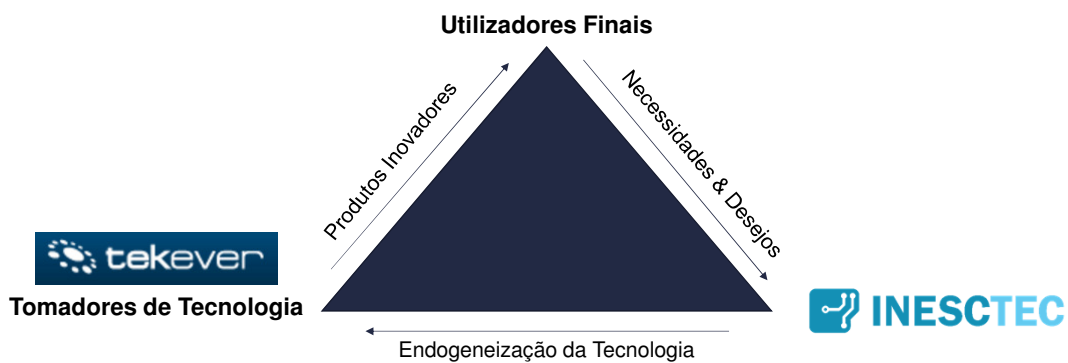 Utilizadores Finais
Produtos Inovadores
Necessidades & Desejos
tekever
Tomadores de Tecnologia
INESCTEC
Endogeneização da Tecnologia